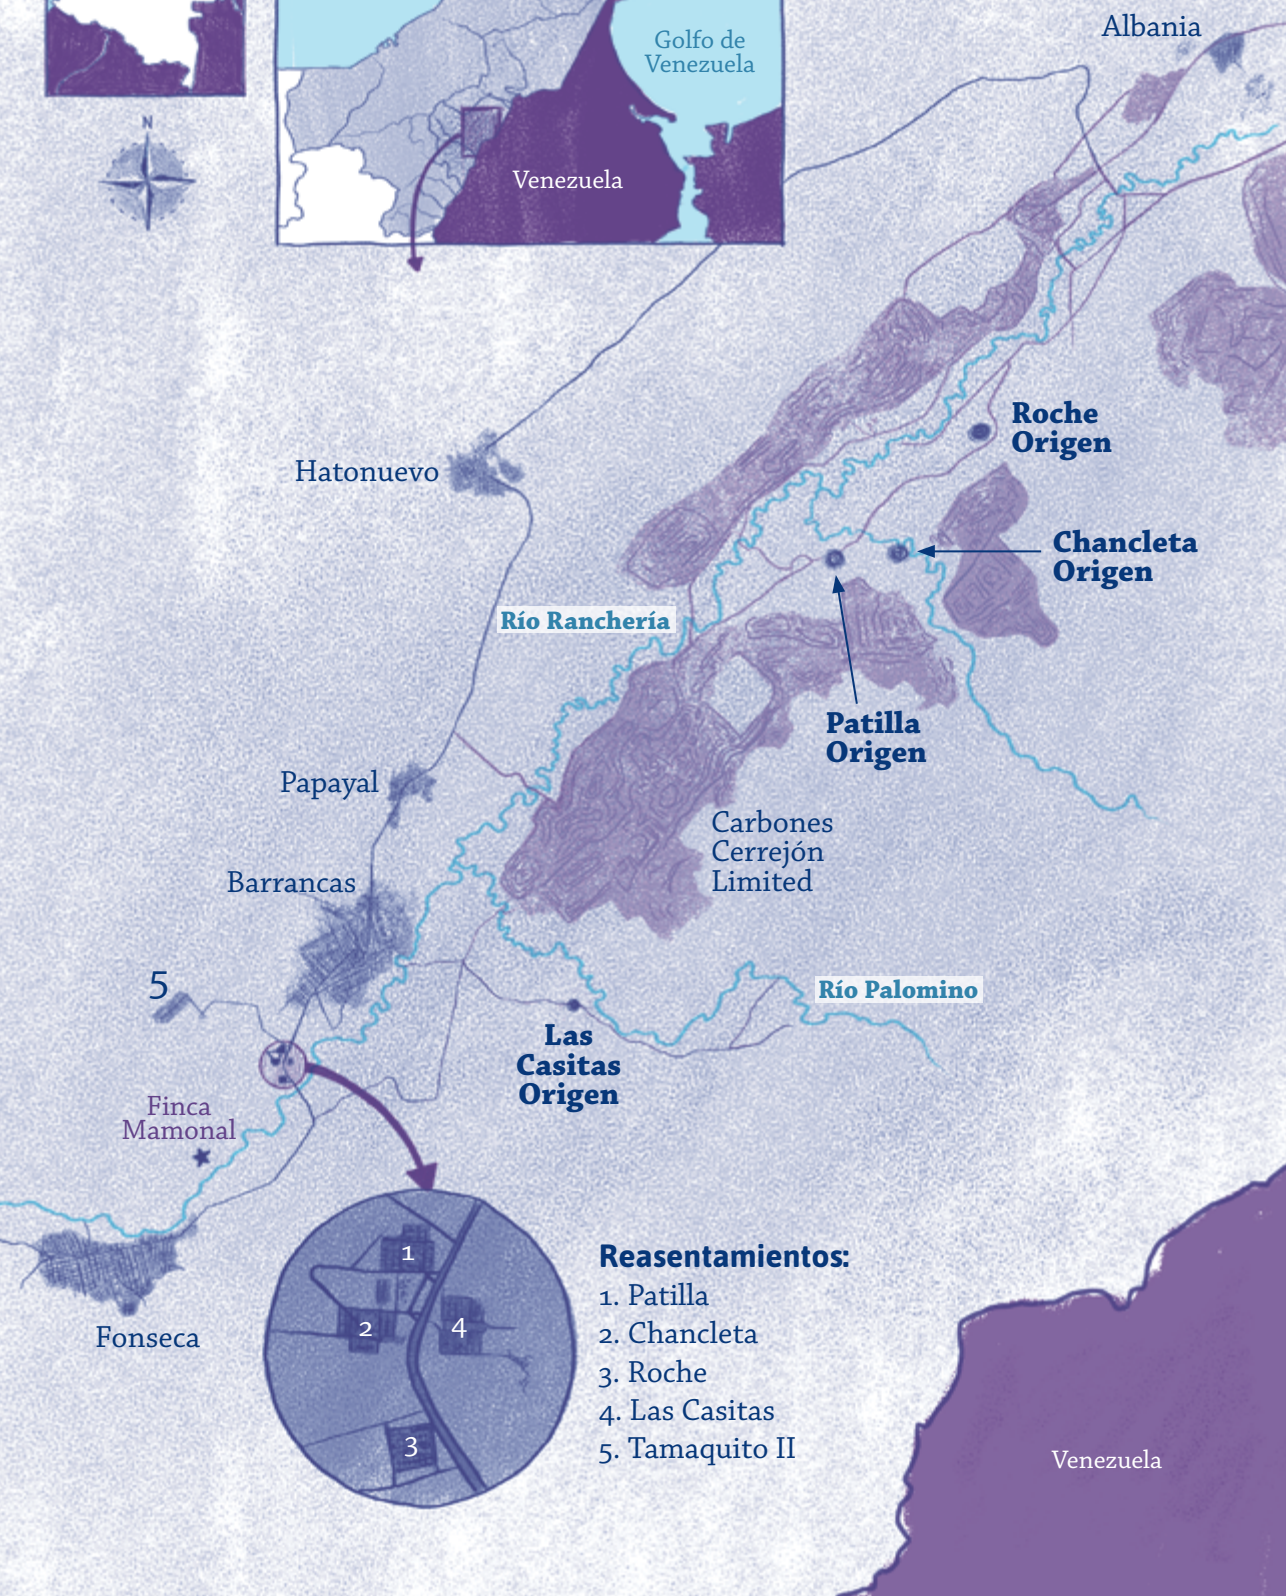 Albania
Golfo de
Venezuela
N
Venezuela
Roche
Origen
Hatonuevo
Chancleta
Origen
Río Ranchería
Patilla
Origen
Papayal
Carbones
Cerrejón
Limited
Barrancas
5
Río Palomino
Las
Casitas
Origen
Finca
Mamonal
1
2
4
3
Fonseca
Reasentamientos:
1. Patilla
2. Chancleta
3. Roche
4. Las Casitas
5. Tamaquito II
Venezuela